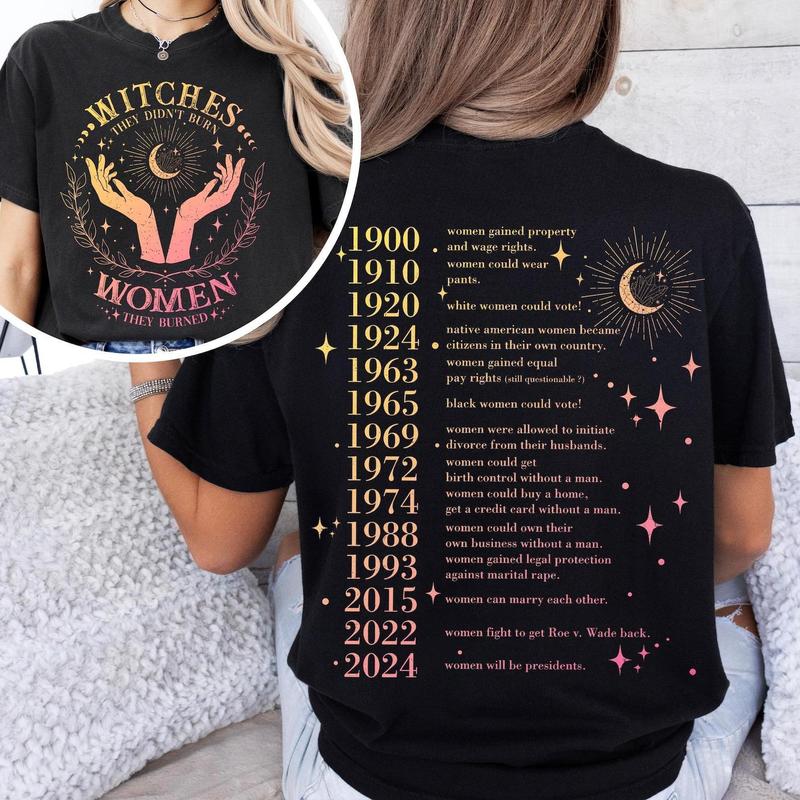 WITCHES
THEY DIDN'T BURN
WOMEN
THEY BURNED
1900 women gained property
and wage rights.
1910 women could wear
pants.
1920 white women could vote!
1924 native american women became
citizens in their own country.
1963 women gained equal
pay rights (still questionable ?)
1965 black women could vote!
1969 women were allowed to initiate
divorce from their husbands.
1972 women could get
birth control without a man.
1974 women could buy a home,
get a credit card without a man.
1988 women could own their
own business without a man.
1993 women gained legal protection
against marital rape.
2015 women can marry each other.
2022 women fight to get Roe v. Wade back.
2024 women will be presidents.